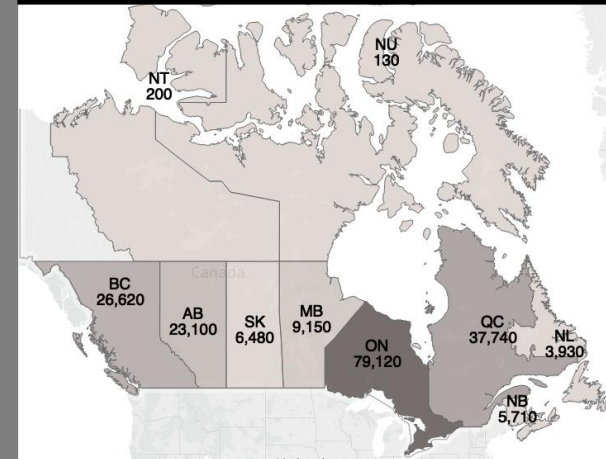 NU
130
NT
200
Canada
BC
26,620
AB
23,100
SK
6,480
MB
9,150
ON
79,120
QC
37,740
NL
3,930
NB
5,710